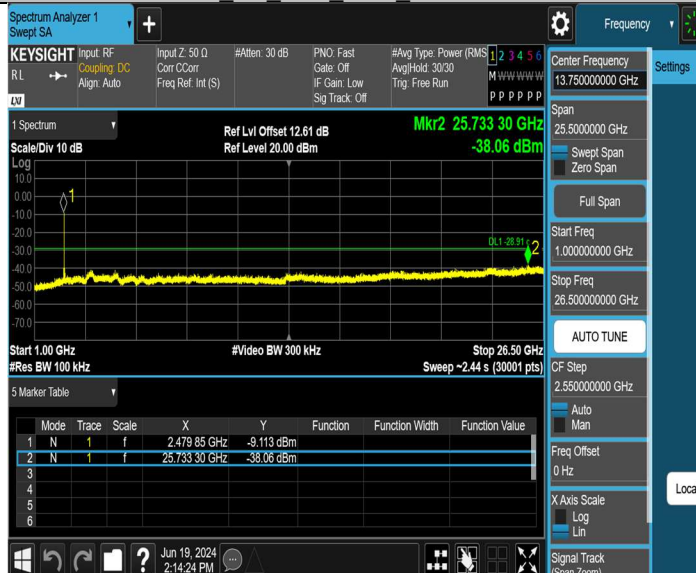 Spectrum Analyzer 1
Swept SA
+
Frequency
KEYSIGHT
Input: RF
Coupling: DC
Align: Auto
Input Z: 50 Ω
Corr CCorr
Freq Ref: Int (S)
#Atten: 30 dB
PNO: Fast
Gate: Off
IF Gain: Low
Sig Track: Off
#Avg Type: Power (RMS
Avg|Hold: 30/30
Trig: Free Run
1 2 3 4 5 6
M W W W W W
P P P P P P
R L
LXI
1 Spectrum
Scale/Div 10 dB
Ref Lvl Offset 12.61 dB
Ref Level 20.00 dBm
Mkr2 25.733 30 GHz
-38.06 dBm
Log
10.0
0.00
-10.0
-20.0
-30.0
-40.0
-50.0
-60.0
-70.0
1
DL1 -28.91
2
Start 1.00 GHz
#Res BW 100 kHz
#Video BW 300 kHz
Stop 26.50 GHz
Sweep ~2.44 s (30001 pts)
5 Marker Table
Mode Trace Scale X Y Function Function Width Function Value
1 N 1 f 2.479 85 GHz -9.113 dBm
2 N 1 f 25.733 30 GHz -38.06 dBm
3
4
5
6
?
Jun 19, 2024
2:14:24 PM
Center Frequency
13.750000000 GHz
Settings
Span
25.5000000 GHz
Swept Span
Zero Span
Full Span
Start Freq
1.000000000 GHz
Stop Freq
26.500000000 GHz
AUTO TUNE
CF Step
2.550000000 GHz
Auto
Man
Freq Offset
0 Hz
X Axis Scale
Log
Lin
Signal Track
(Span Zoom)
Loca